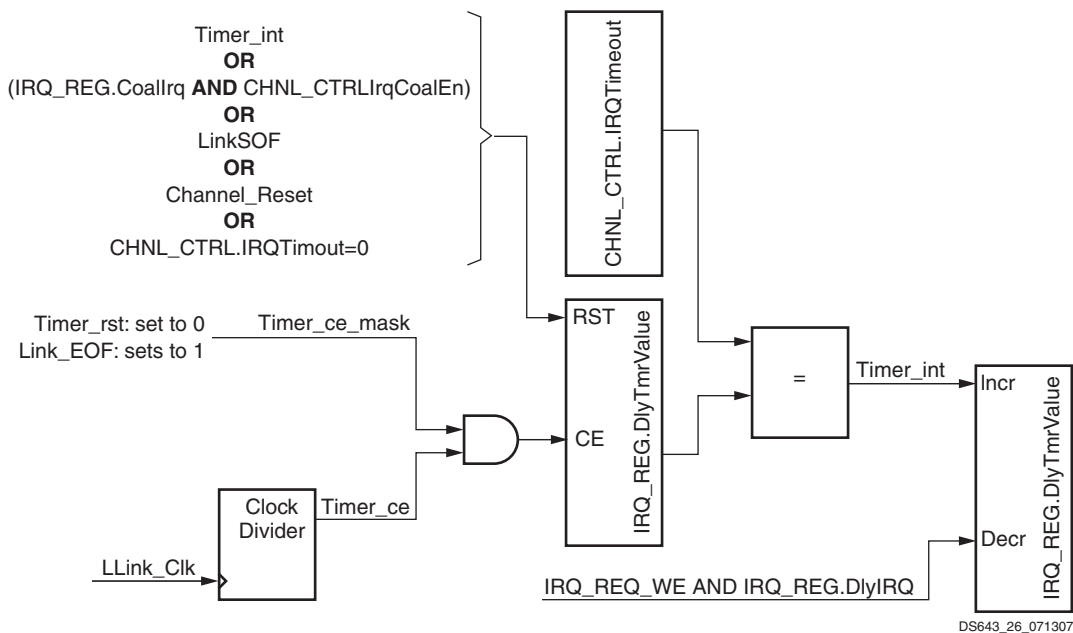 Timer_int
OR
(IRQ_REG.CoalIrq AND CHNL_CTRLIrqCoalEn)
OR
LinkSOF
OR
Channel_Reset
OR
CHNL_CTRL.IRQTimout=0
CHNL_CTRL.IRQTimeout
Timer_rst: set to 0
Link_EOF: sets to 1
Timer_ce_mask
RST
CE
IRQ_REG.DlyTmrValue
=
Timer_int
Incr
Decr
IRQ_REG.DlyTmrValue
Clock
Divider
Timer_ce
LLink_Clk
IRQ_REQ_WE AND IRQ_REG.DlyIRQ
DS643_26_071307